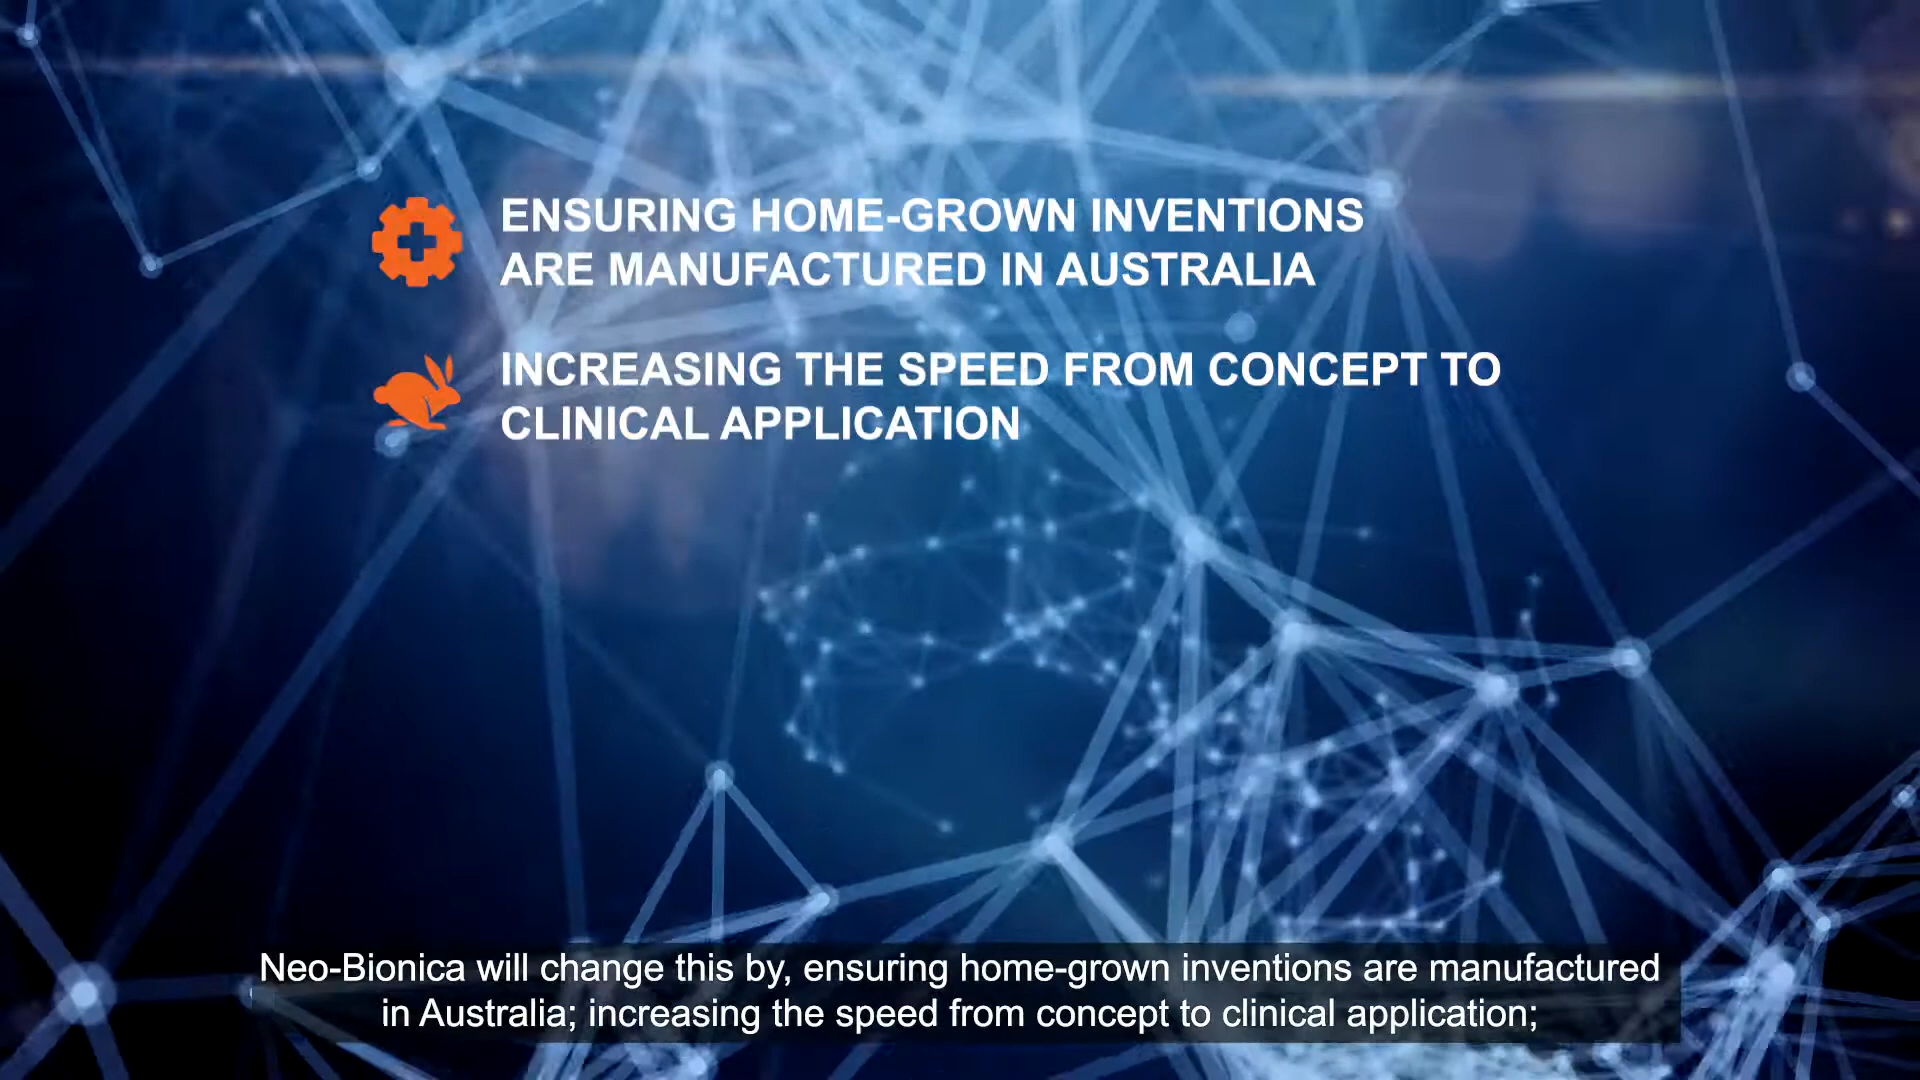 ENSURING HOME-GROWN INVENTIONS
ARE MANUFACTURED IN AUSTRALIA
INCREASING THE SPEED FROM CONCEPT TO
CLINICAL APPLICATION
Neo-Bionica will change this by, ensuring home-grown inventions are manufactured
in Australia; increasing the speed from concept to clinical application;